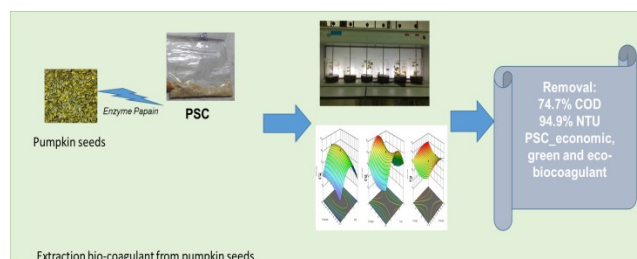 Enzyme Papain
PSC
Pumpkin seeds
Removal:
74.7% COD
94.9% NTU
PSC_economic,
green and eco-
biocoagulant
Extraction bio-coagulant from pumpkin seeds